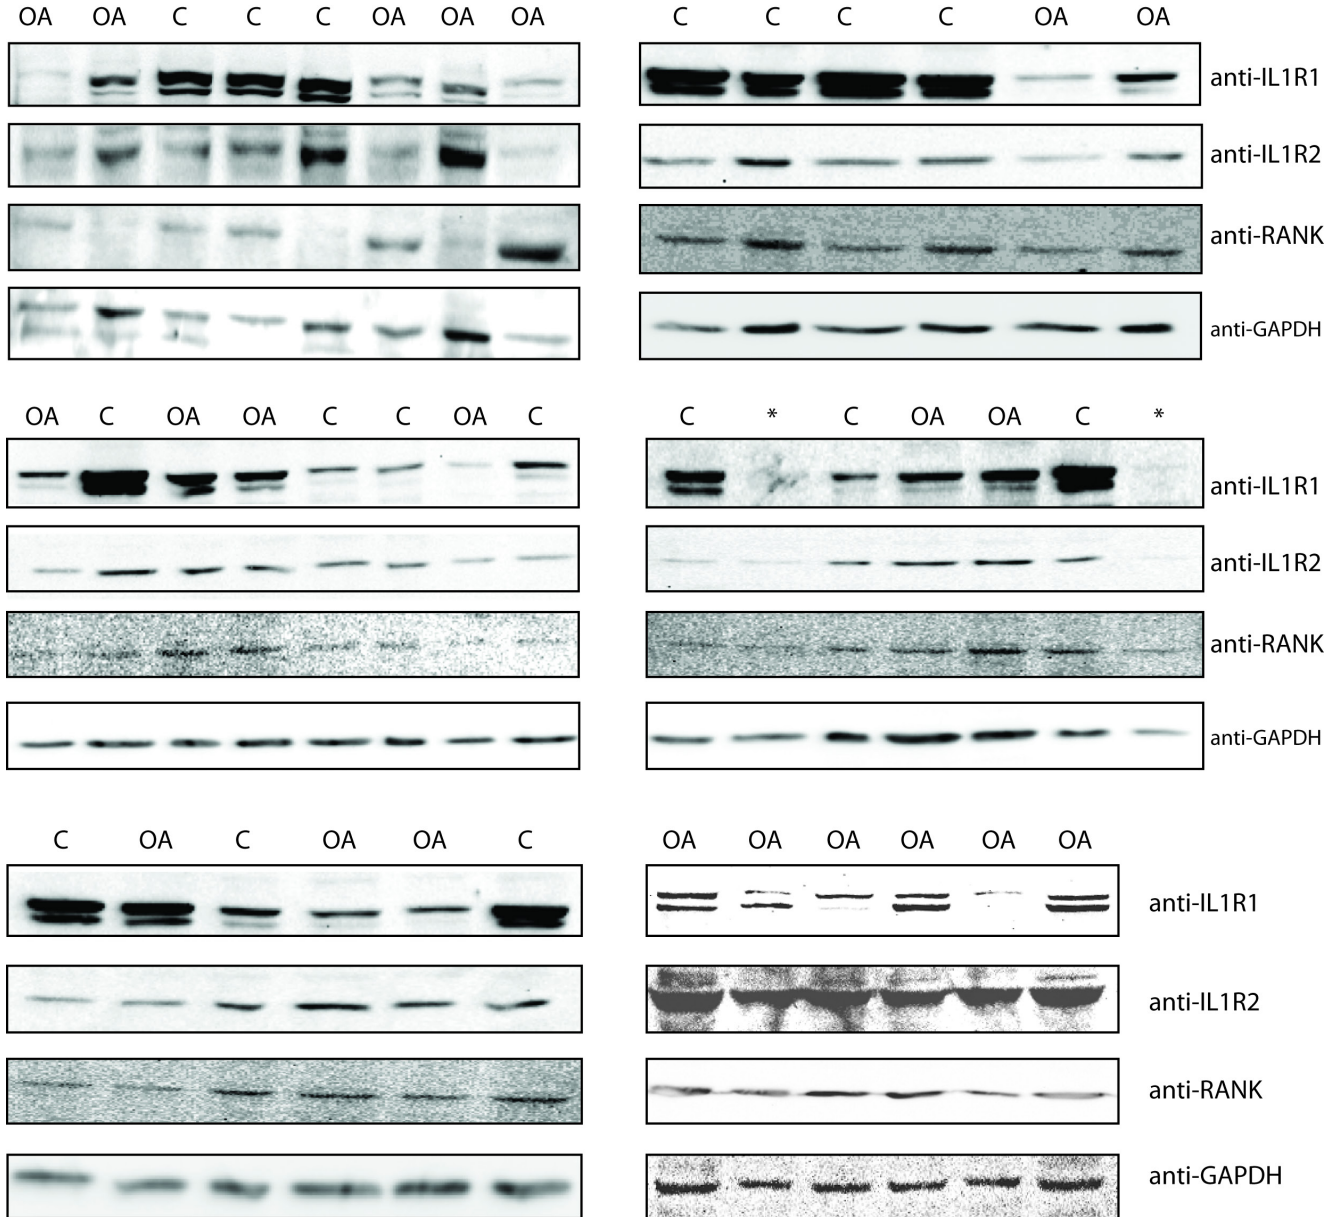 OA OA C C C OA OA OA
C C C C OA OA
anti-IL1R1
anti-IL1R2
anti-RANK
anti-GAPDH
OA C OA OA C C OA C
C * C OA OA C *
anti-IL1R1
anti-IL1R2
anti-RANK
anti-GAPDH
C OA C OA OA C
OA OA OA OA OA OA
anti-IL1R1
anti-IL1R2
anti-RANK
anti-GAPDH